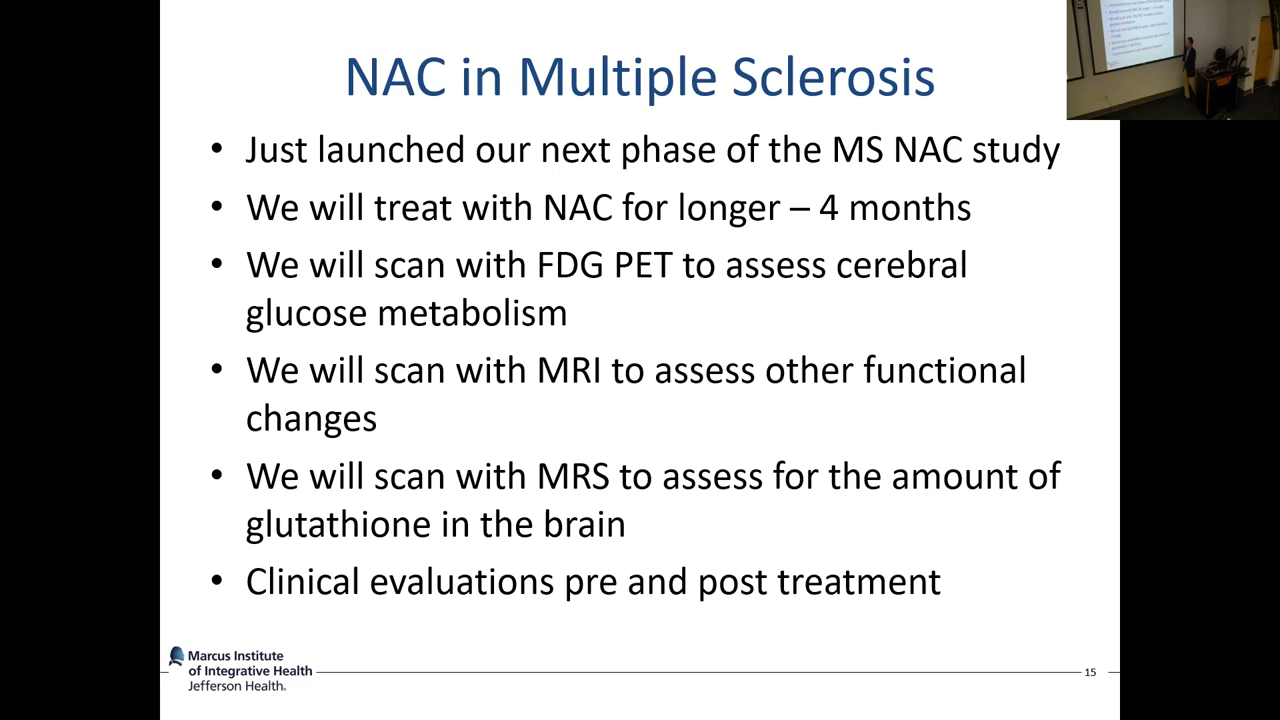 NAC in Multiple Sclerosis
• Just launched our next phase of the MS NAC study
• We will treat with NAC for longer – 4 months
• We will scan with FDG PET to assess cerebral
glucose metabolism
• We will scan with MRI to assess other functional
changes
• We will scan with MRS to assess for the amount of
glutathione in the brain
• Clinical evaluations pre and post treatment
Marcus Institute
of Integrative Health
Jefferson Health.
15